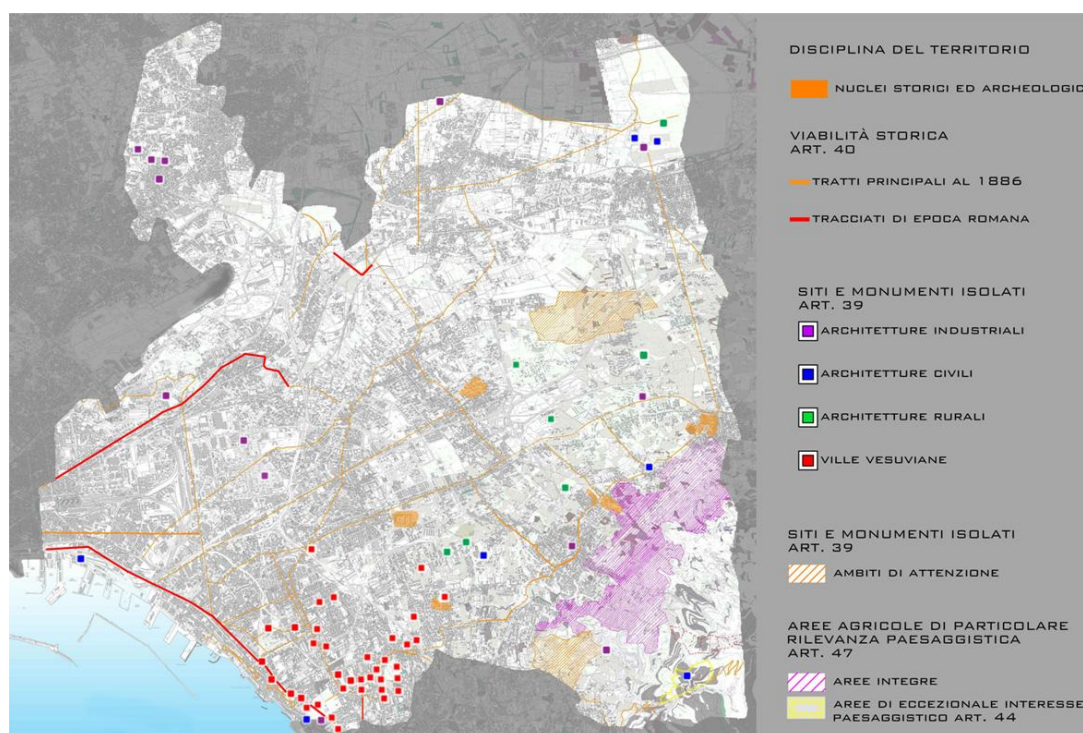 DISCIPLINA DEL TERRITORIO
NUCLEI STORICI ED ARCHEOLOGIC
VIABILITÀ STORICA
ART. 40
TRATTI PRINCIPALI AL 1886
TRACCIATI DI EPOCA ROMANA
SITI E MONUMENTI ISOLATI
ART. 39
ARCHITETTURE INDUSTRIALI
ARCHITETTURE CIVILI
ARCHITETTURE RURALI
VILLE VESUVIANE
SITI E MONUMENTI ISOLATI
ART. 39
AMBITI DI ATTENZIONE
AREE AGRICOLE DI PARTICOLARE
RILEVANZA PAESAGGISTICA
ART. 47
AREE INTEGRE
AREE DI ECCEZIONALE INTERESSE
PAESAGGISTICO ART. 44